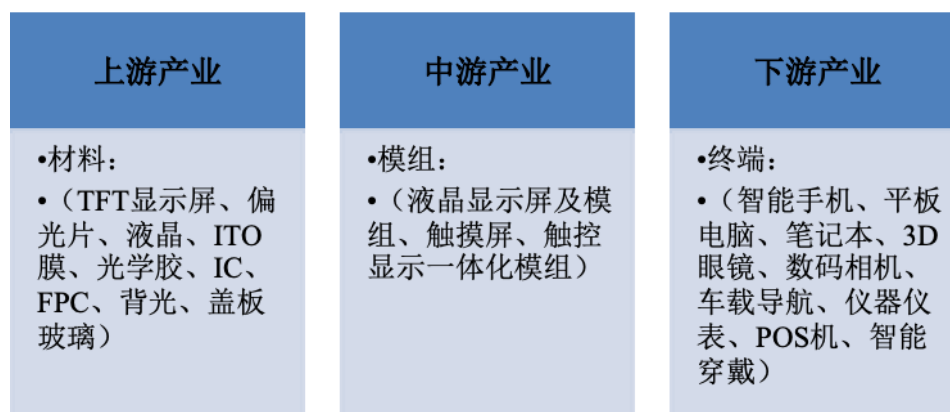 上游产业
•材料：
•（TFT显示屏、偏
光片、液晶、ITO
膜、光学胶、IC、
FPC、背光、盖板
玻璃）
中游产业
•模组：
•（液晶显示屏及模
组、触摸屏、触控
显示一体化模组）
下游产业
•终端：
•（智能手机、平板
电脑、笔记本、3D
眼镜、数码相机、
车载导航、仪器仪
表、POS机、智能
穿戴）